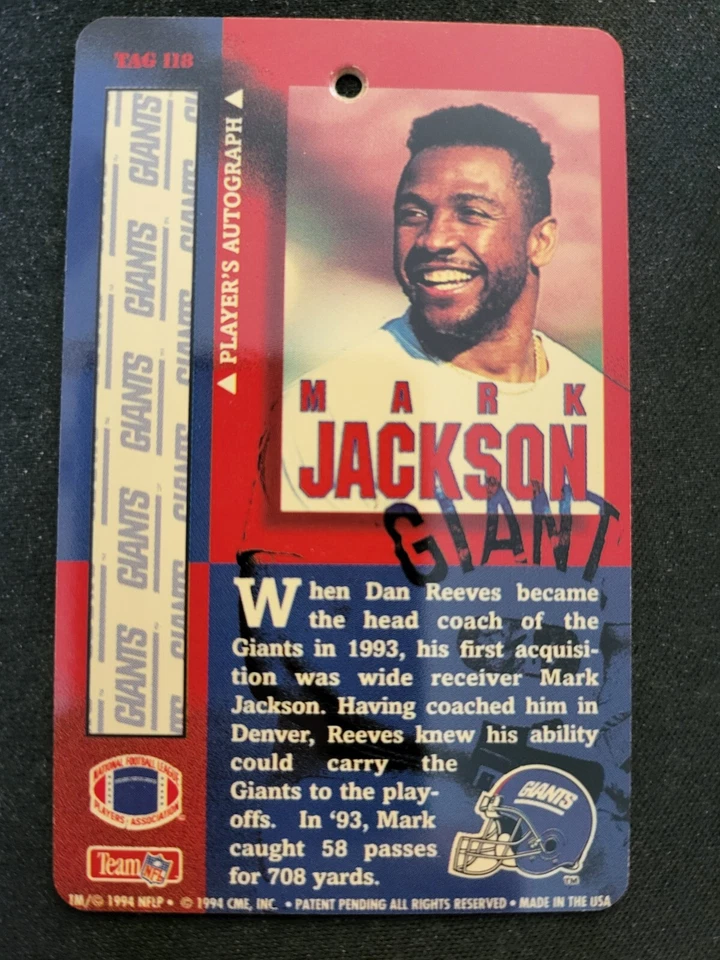 TAG 118
GIANTS GIANTS GIANTS GIANTS GIANTS
▲ PLAYER'S AUTOGRAPH ▲
MARK
JACKSON
GIANT
When Dan Reeves became
the head coach of the
Giants in 1993, his first acquisi-
tion was wide receiver Mark
Jackson. Having coached him in
Denver, Reeves knew his ability
could carry the
Giants to the play-
offs. In '93, Mark
caught 58 passes
for 708 yards.
GIANTS
TM
NATIONAL FOOTBALL LEAGUE
PLAYERS ASSOCIATION
Team NFL
TM/© 1994 NFLP • © 1994 CME, INC. • PATENT PENDING ALL RIGHTS RESERVED • MADE IN THE USA